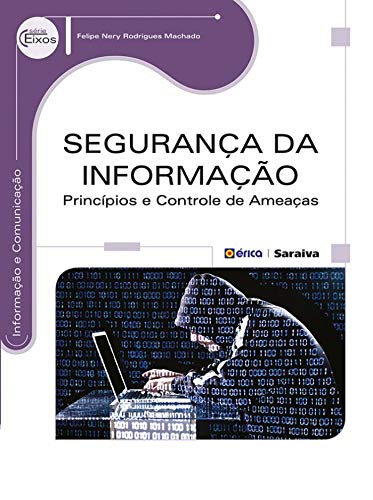 série
Eixos
Felipe Nery Rodrigues Machado
SEGURANÇA DA
INFORMAÇÃO
Princípios e Controle de Ameaças
érica | Saraiva
Informação e Comunicação